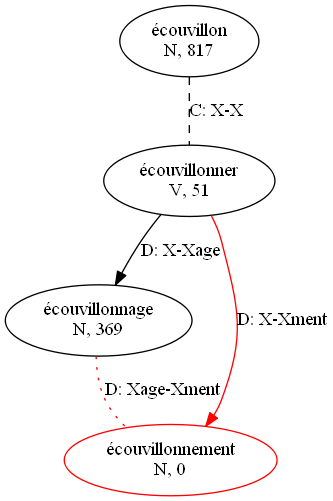 écouvillon
N, 817
C: X-X
écouvillonner
V, 51
D: X-Xage
écouvillonnage
N, 369
D: X-Xment
D: Xage-Xment
écouvillonnement
N, 0